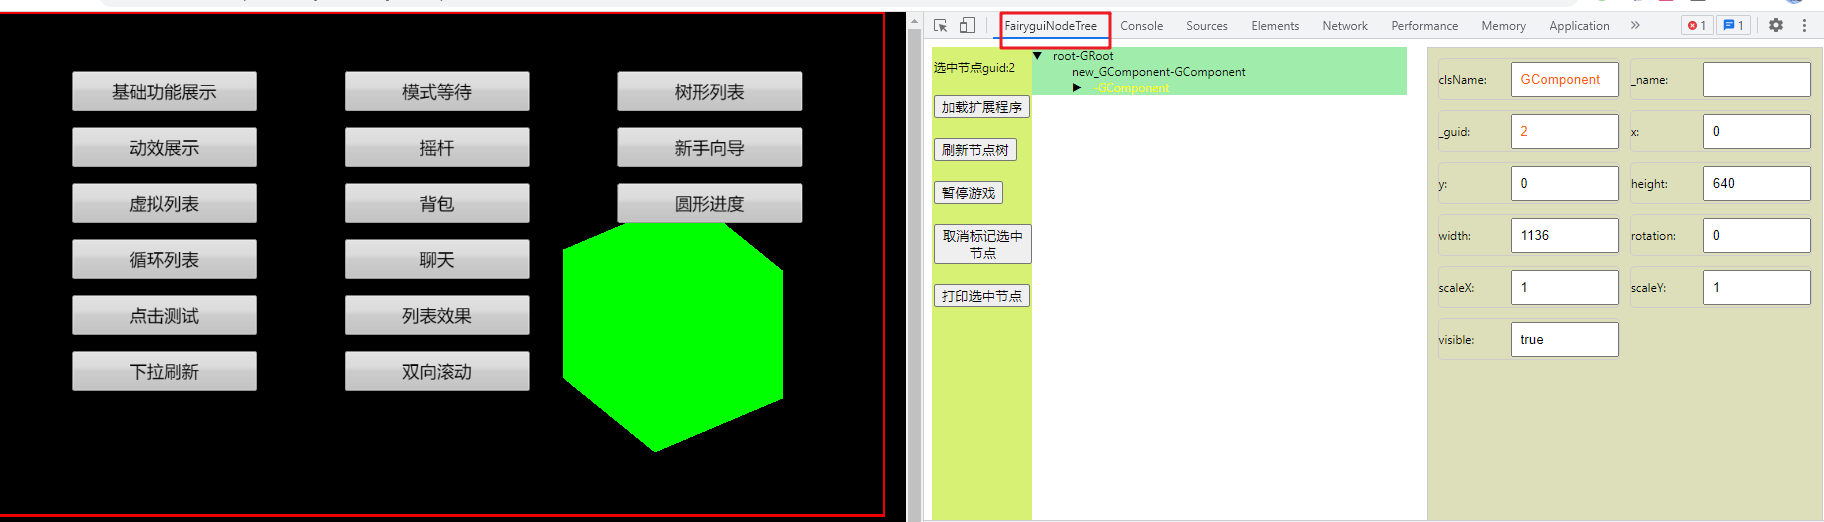 基础功能展示
模式等待
树形列表
动效展示
摇杆
新手向导
虚拟列表
背包
圆形进度
循环列表
聊天
点击测试
列表效果
下拉刷新
双向滚动
FairyguiNodeTree Console Sources Elements Network Performance Memory Application » 1 1
选中节点guid:2
加载扩展程序
刷新节点树
暂停游戏
取消标记选中
节点
打印选中节点
root-GRoot
new_GComponent-GComponent
-GComponent
clsName: GComponent _name:
_guid: 2 x: 0
y: 0 height: 640
width: 1136 rotation: 0
scaleX: 1 scaleY: 1
visible: true